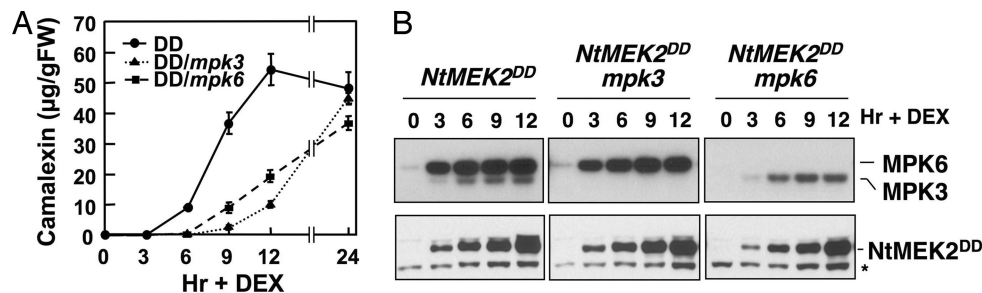 A
Camalexin (µg/gFW)
70
60
50
40
30
20
10
0
DD
DD/mpk3
DD/mpk6
0 3 6 9 12 24
Hr + DEX
B
NtMEK2DD
NtMEK2DD mpk3
NtMEK2DD mpk6
0 3 6 9 12 0 3 6 9 12 0 3 6 9 12 Hr + DEX
MPK6
MPK3
NtMEK2DD
*